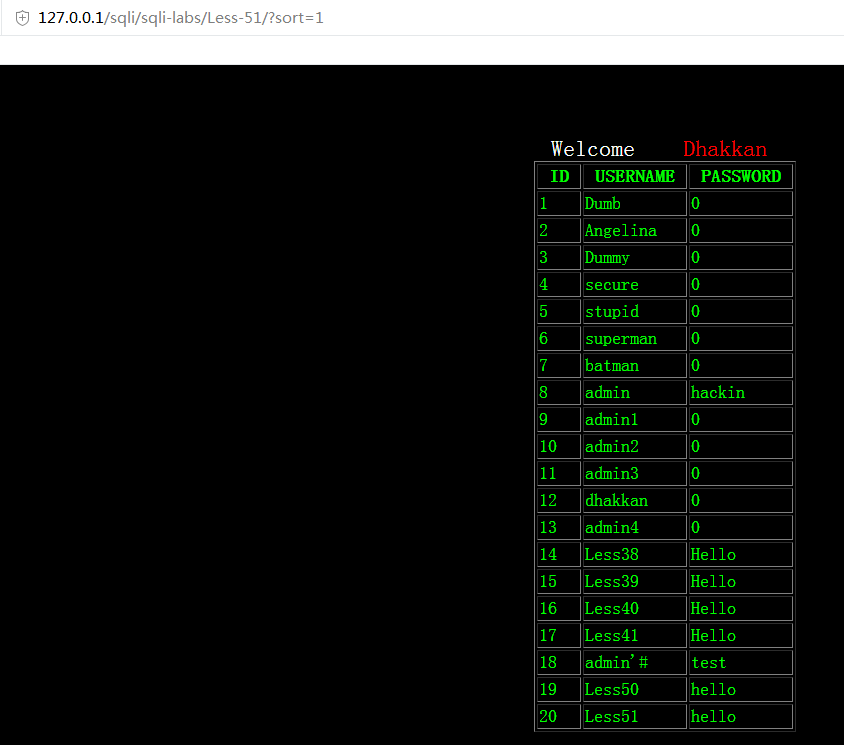 127.0.0.1/sqli/sqli-labs/Less-51/?sort=1
Welcome Dhakkan
ID USERNAME PASSWORD
1 Dumb 0
2 Angelina 0
3 Dummy 0
4 secure 0
5 stupid 0
6 superman 0
7 batman 0
8 admin hackin
9 admin1 0
10 admin2 0
11 admin3 0
12 dhakkan 0
13 admin4 0
14 Less38 Hello
15 Less39 Hello
16 Less40 Hello
17 Less41 Hello
18 admin'# test
19 Less50 hello
20 Less51 hello